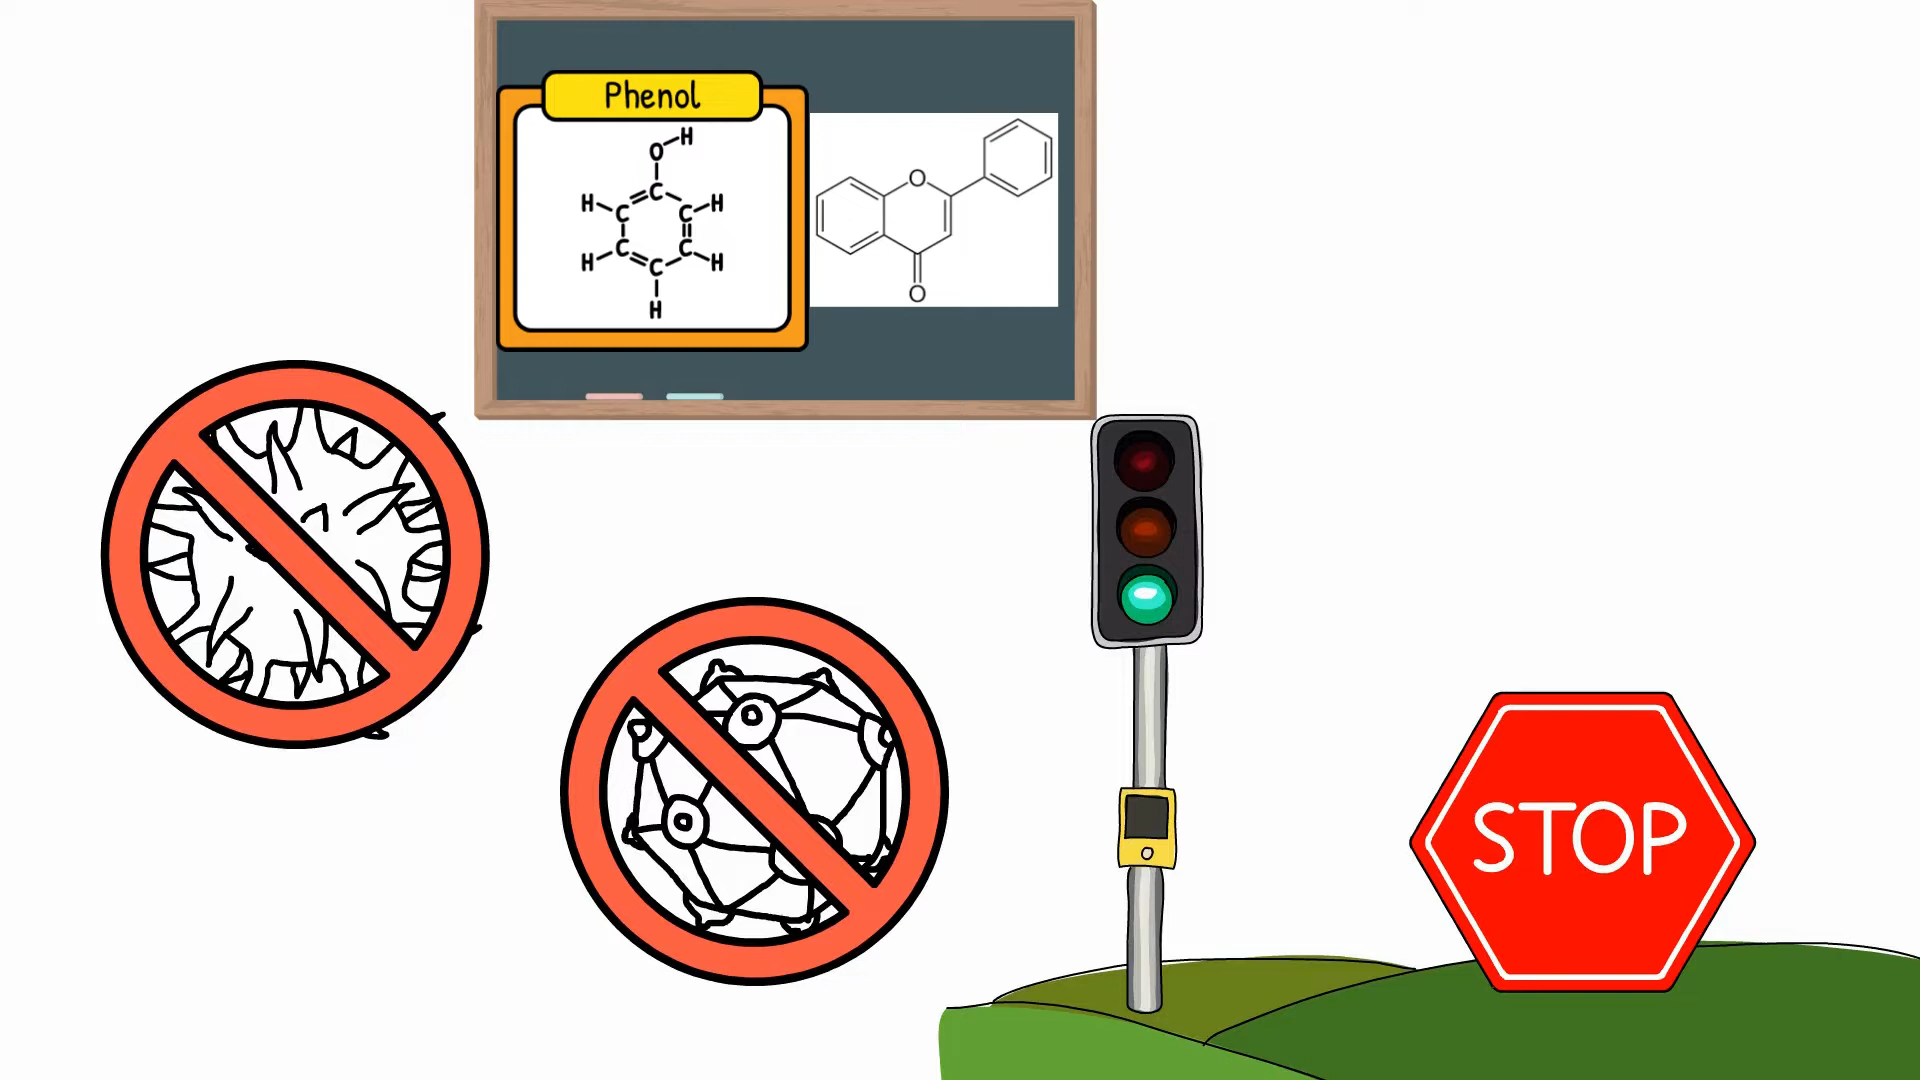 Phenol
O-H
H C C C H
H C C C H
H
O
O
STOP